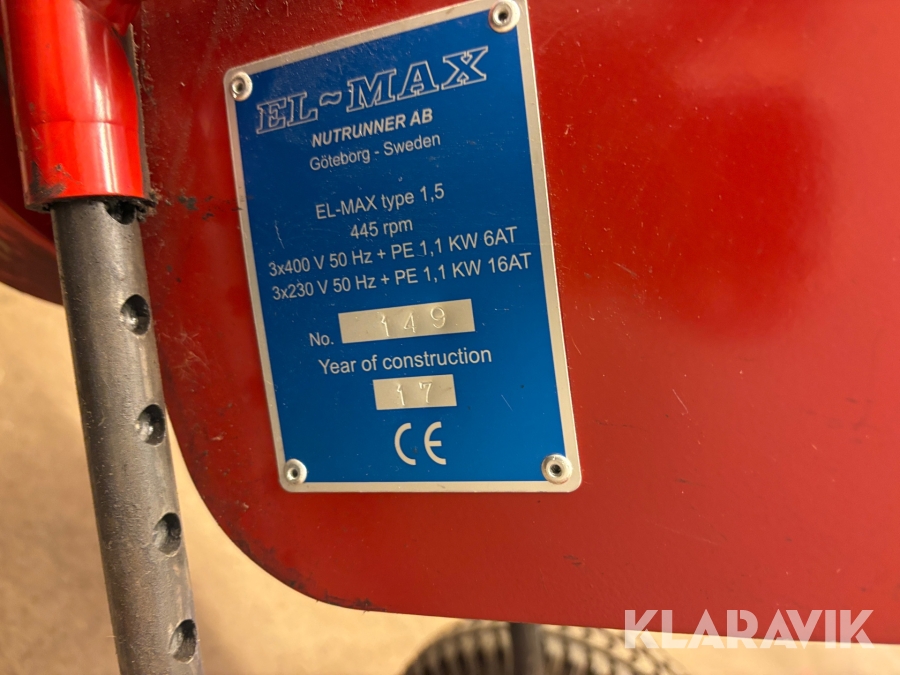 EL~MAX
NUTRUNNER AB
Göteborg - Sweden
EL-MAX type 1,5
445 rpm
3x400 V 50 Hz + PE 1,1 KW 6AT
3x230 V 50 Hz + PE 1,1 KW 16AT
No. 149
Year of construction
17
CE
KLARAVIK